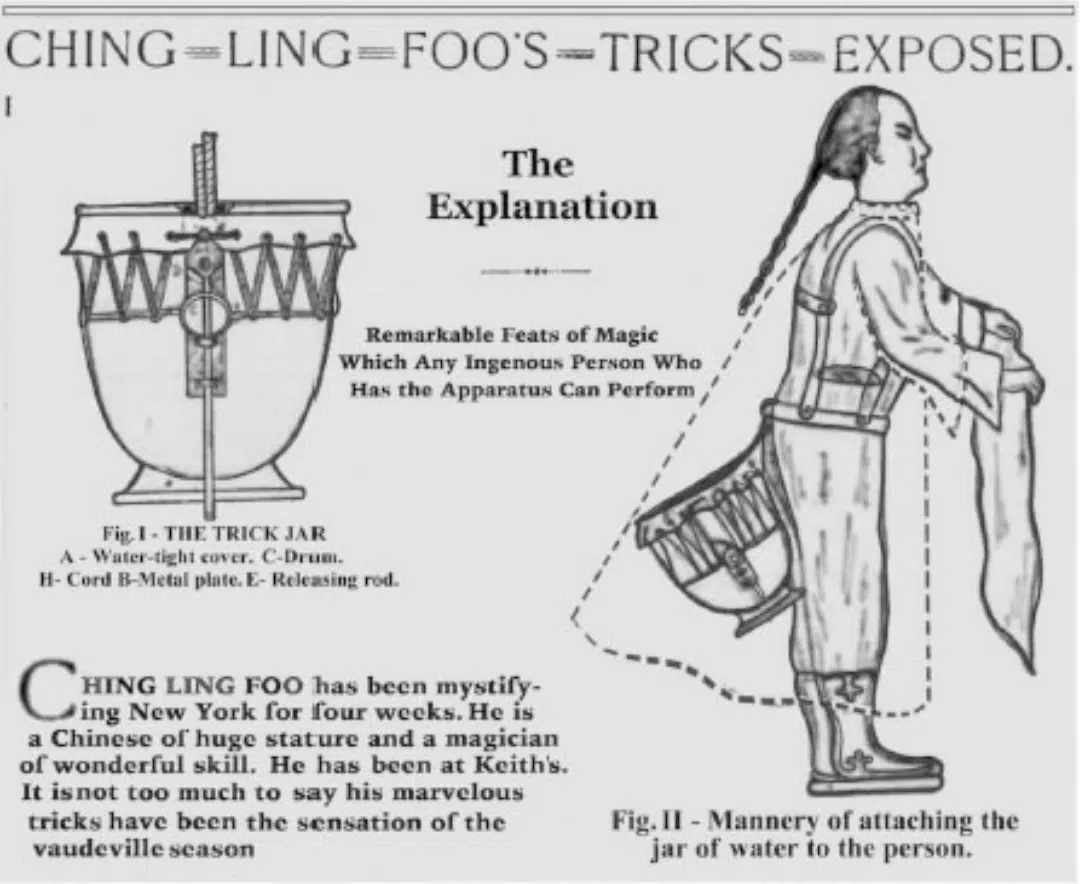 CHING=LING=FOO'S=TRICKS=EXPOSED.
I
The
Explanation
Remarkable Feats of Magic
Which Any Ingenous Person Who
Has the Apparatus Can Perform
Fig. I - THE TRICK JAR
A - Water-tight cover. C-Drum.
H- Cord B-Metal plate. E- Releasing rod.
CHING LING FOO has been mystify-
ing New York for four weeks. He is
a Chinese of huge stature and a magician
of wonderful skill. He has been at Keith's.
It is not too much to say his marvelous
tricks have been the sensation of the
vaudeville season
Fig. II - Mannery of attaching the
jar of water to the person.